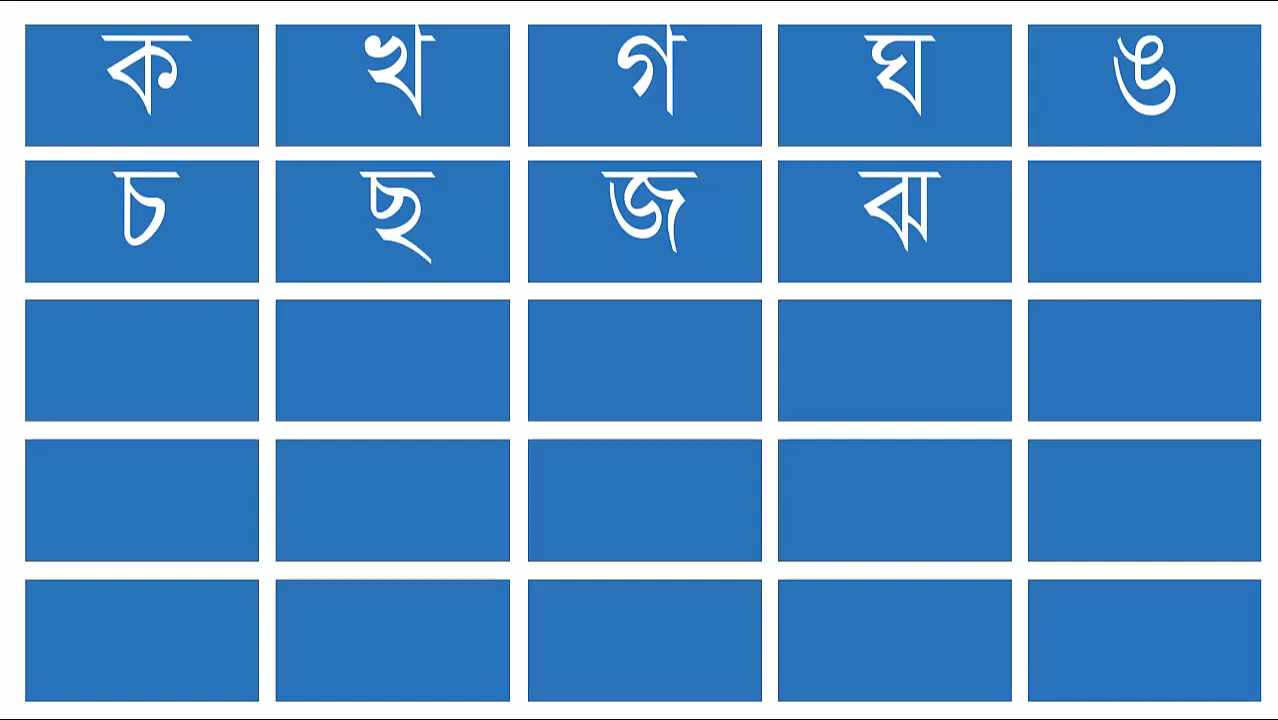 ক খ গ ঘ ঙ
চ ছ জ ঝ